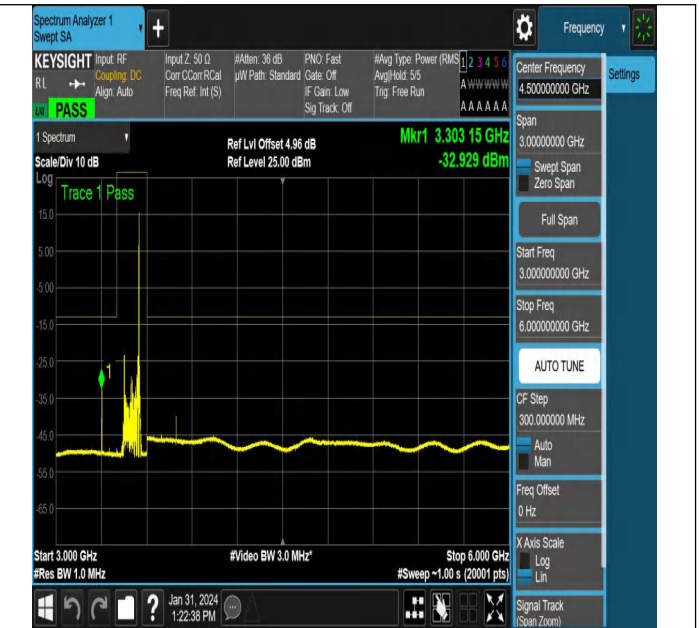 Spectrum Analyzer 1
Swept SA
Frequency
KEYSIGHT
RL
PASS
Input: RF
Coupling: DC
Align: Auto
Input Z: 50 Ω
Corr CCorr RCal
Freq Ref: Int (S)
#Atten: 36 dB
µW Path: Standard
PNO: Fast
Gate: Off
IF Gain: Low
Sig Track: Off
#Avg Type: Power (RMS
Avg|Hold: 5/5
Trig: Free Run
1 2 3 4 5 6
A W W W W W
A A A A A A
1 Spectrum
Scale/Div 10 dB
Log
Ref Lvl Offset 4.96 dB
Ref Level 25.00 dBm
Mkr1 3.303 15 GHz
-32.929 dBm
Trace 1 Pass
15.0
5.00
-5.00
-15.0
-25.0
-35.0
-45.0
-55.0
-65.0
1
Start 3.000 GHz
#Res BW 1.0 MHz
#Video BW 3.0 MHz*
Stop 6.000 GHz
#Sweep ~1.00 s (20001 pts)
Jan 31, 2024
1:22:38 PM
Center Frequency
4.500000000 GHz
Settings
Span
3.00000000 GHz
Swept Span
Zero Span
Full Span
Start Freq
3.000000000 GHz
Stop Freq
6.000000000 GHz
AUTO TUNE
CF Step
300.000000 MHz
Auto
Man
Freq Offset
0 Hz
X Axis Scale
Log
Lin
Signal Track
(Span Zoom)